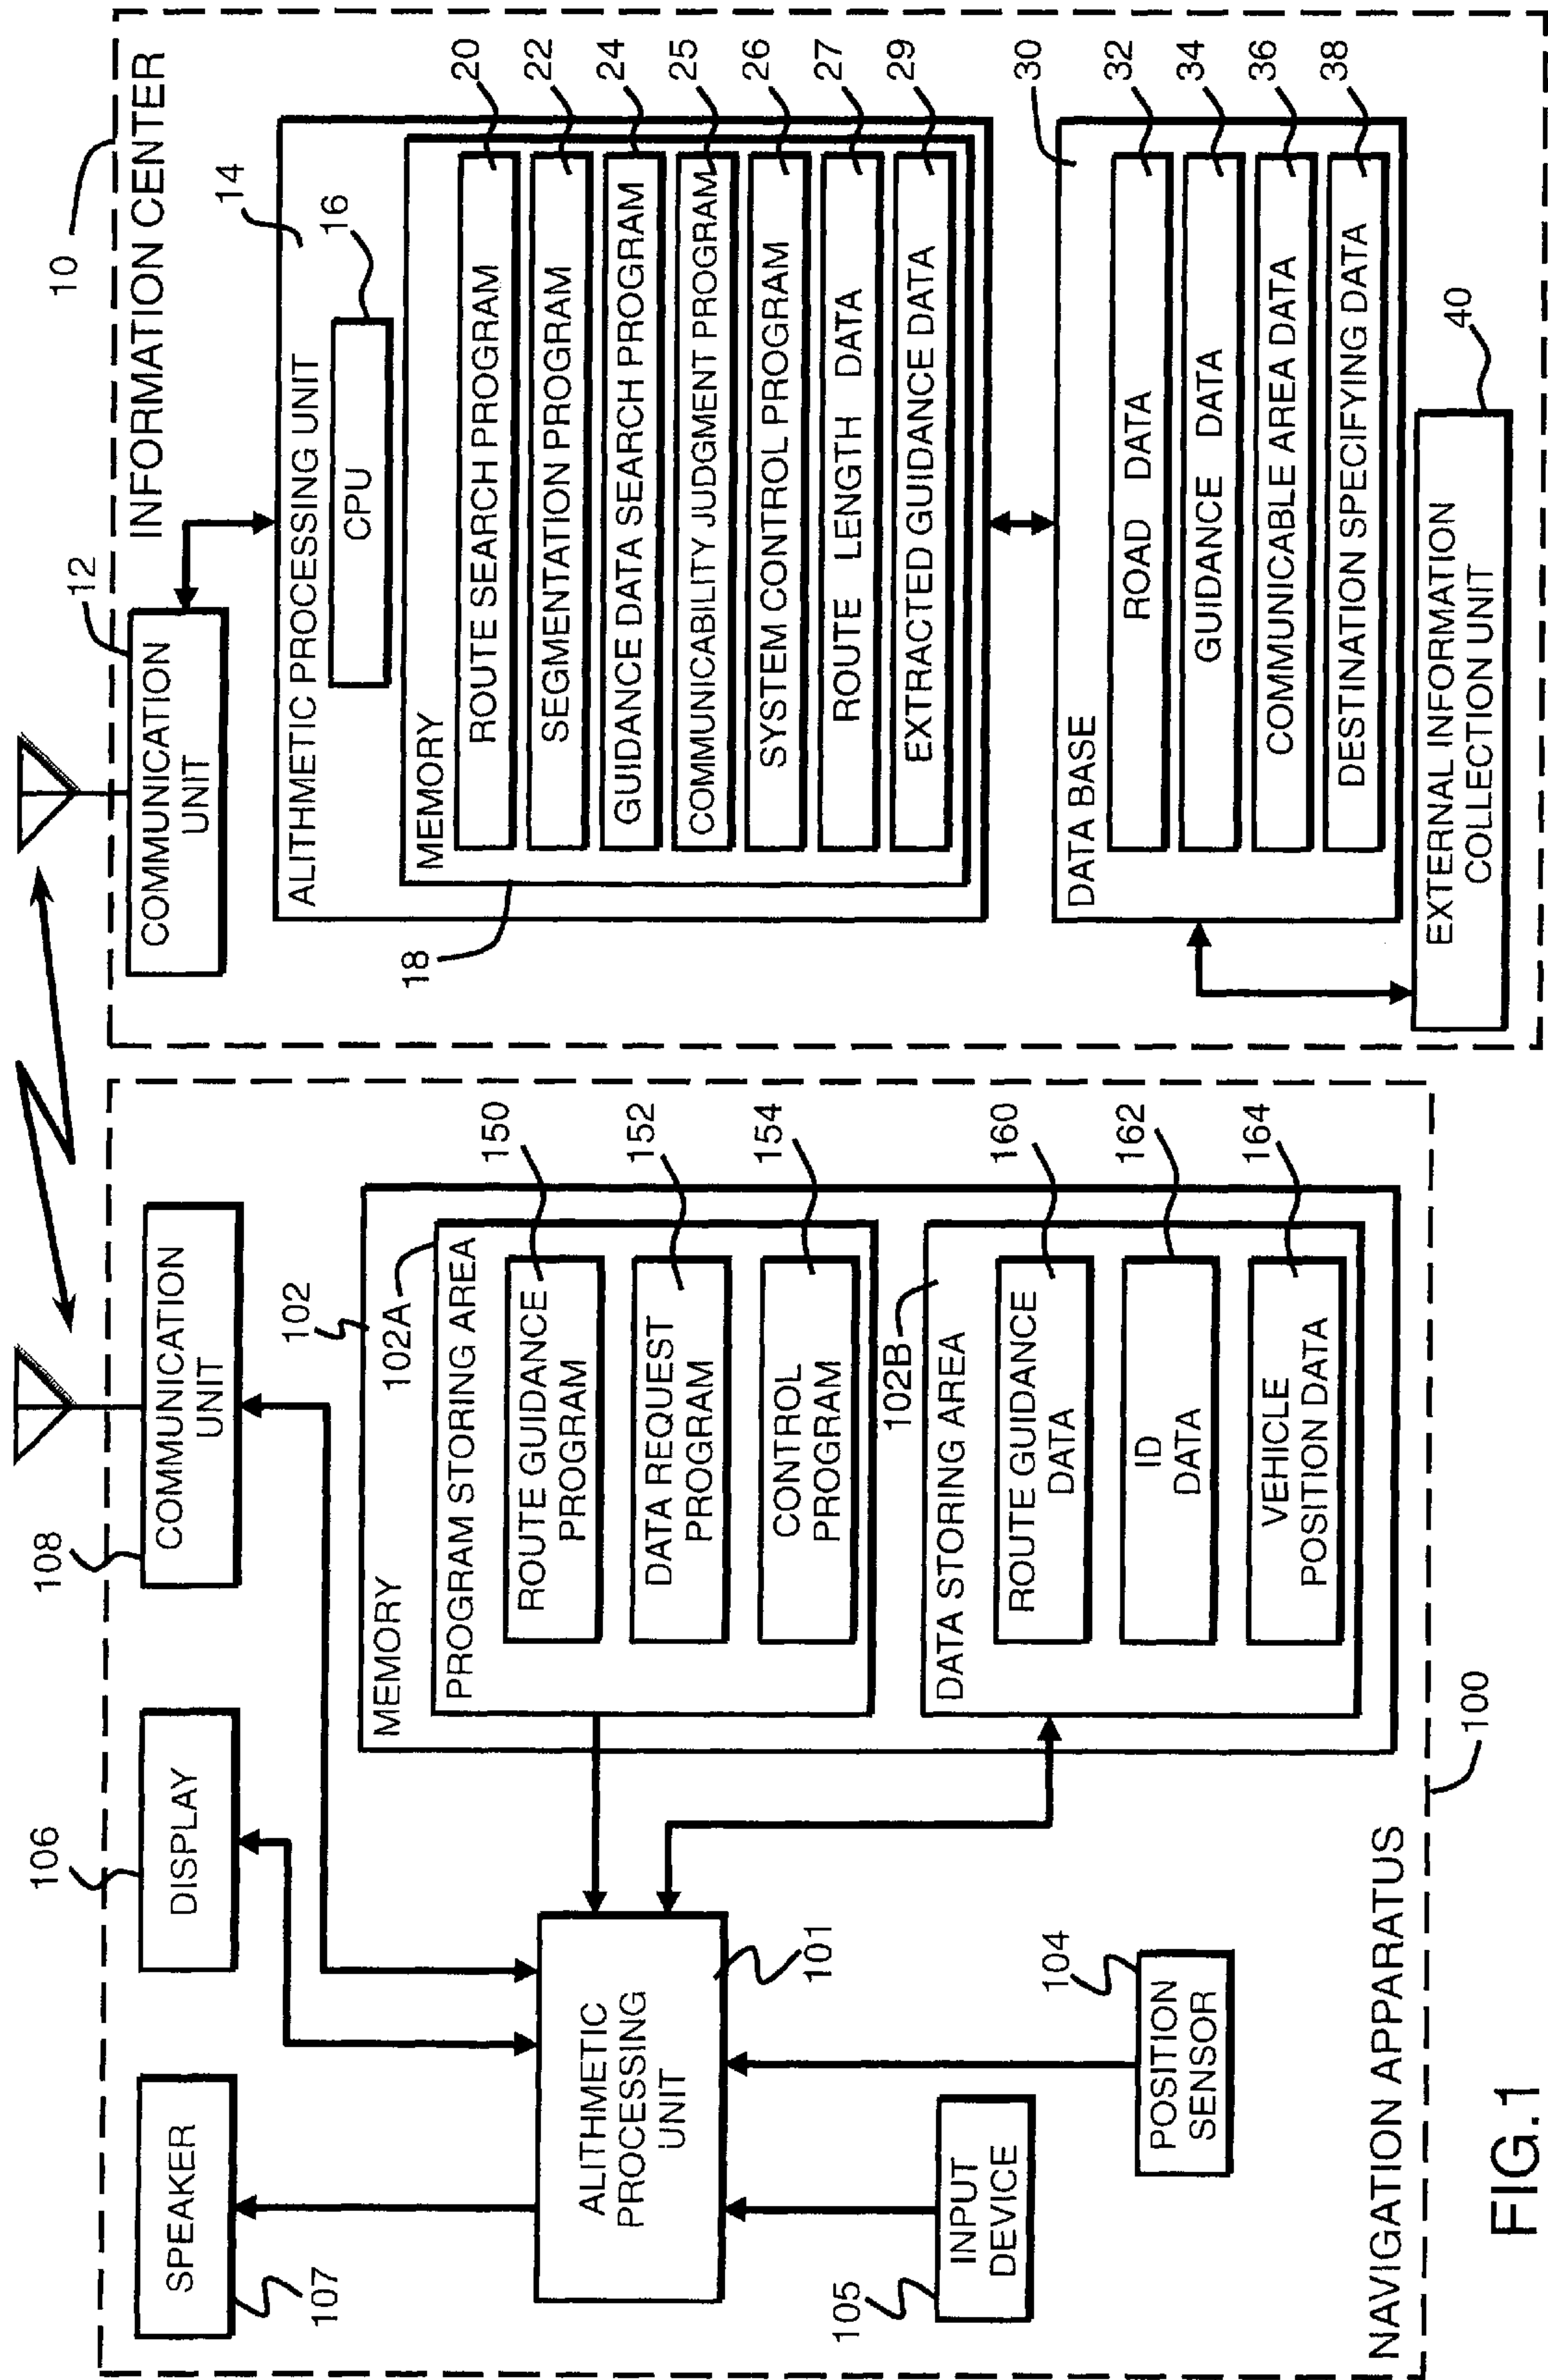 10
INFORMATION CENTER
12
COMMUNICATION
UNIT
14
ALITHMETIC PROCESSING UNIT
16
CPU
18
MEMORY
ROUTE SEARCH PROGRAM
20
SEGMENTATION PROGRAM
22
GUIDANCE DATA SEARCH PROGRAM
24
COMMUNICABILITY JUDGMENT PROGRAM
25
SYSTEM CONTROL PROGRAM
26
ROUTE LENGTH DATA
27
EXTRACTED GUIDANCE DATA
29
30
DATA BASE
ROAD DATA
32
GUIDANCE DATA
34
COMMUNICABLE AREA DATA
36
DESTINATION SPECIFYING DATA
38
EXTERNAL INFORMATION
COLLECTION UNIT
40
107
SPEAKER
106
DISPLAY
108
COMMUNICATION
UNIT
102
MEMORY
102A
PROGRAM STORING AREA
ROUTE GUIDANCE
PROGRAM
150
DATA REQUEST
PROGRAM
152
CONTROL
PROGRAM
154
102B
DATA STORING AREA
ROUTE GUIDANCE
DATA
160
ID
DATA
162
VEHICLE
POSITION DATA
164
ALITHMETIC
PROCESSING
UNIT
101
105
INPUT
DEVICE
104
POSITION
SENSOR
NAVIGATION APPARATUS
100
FIG.1